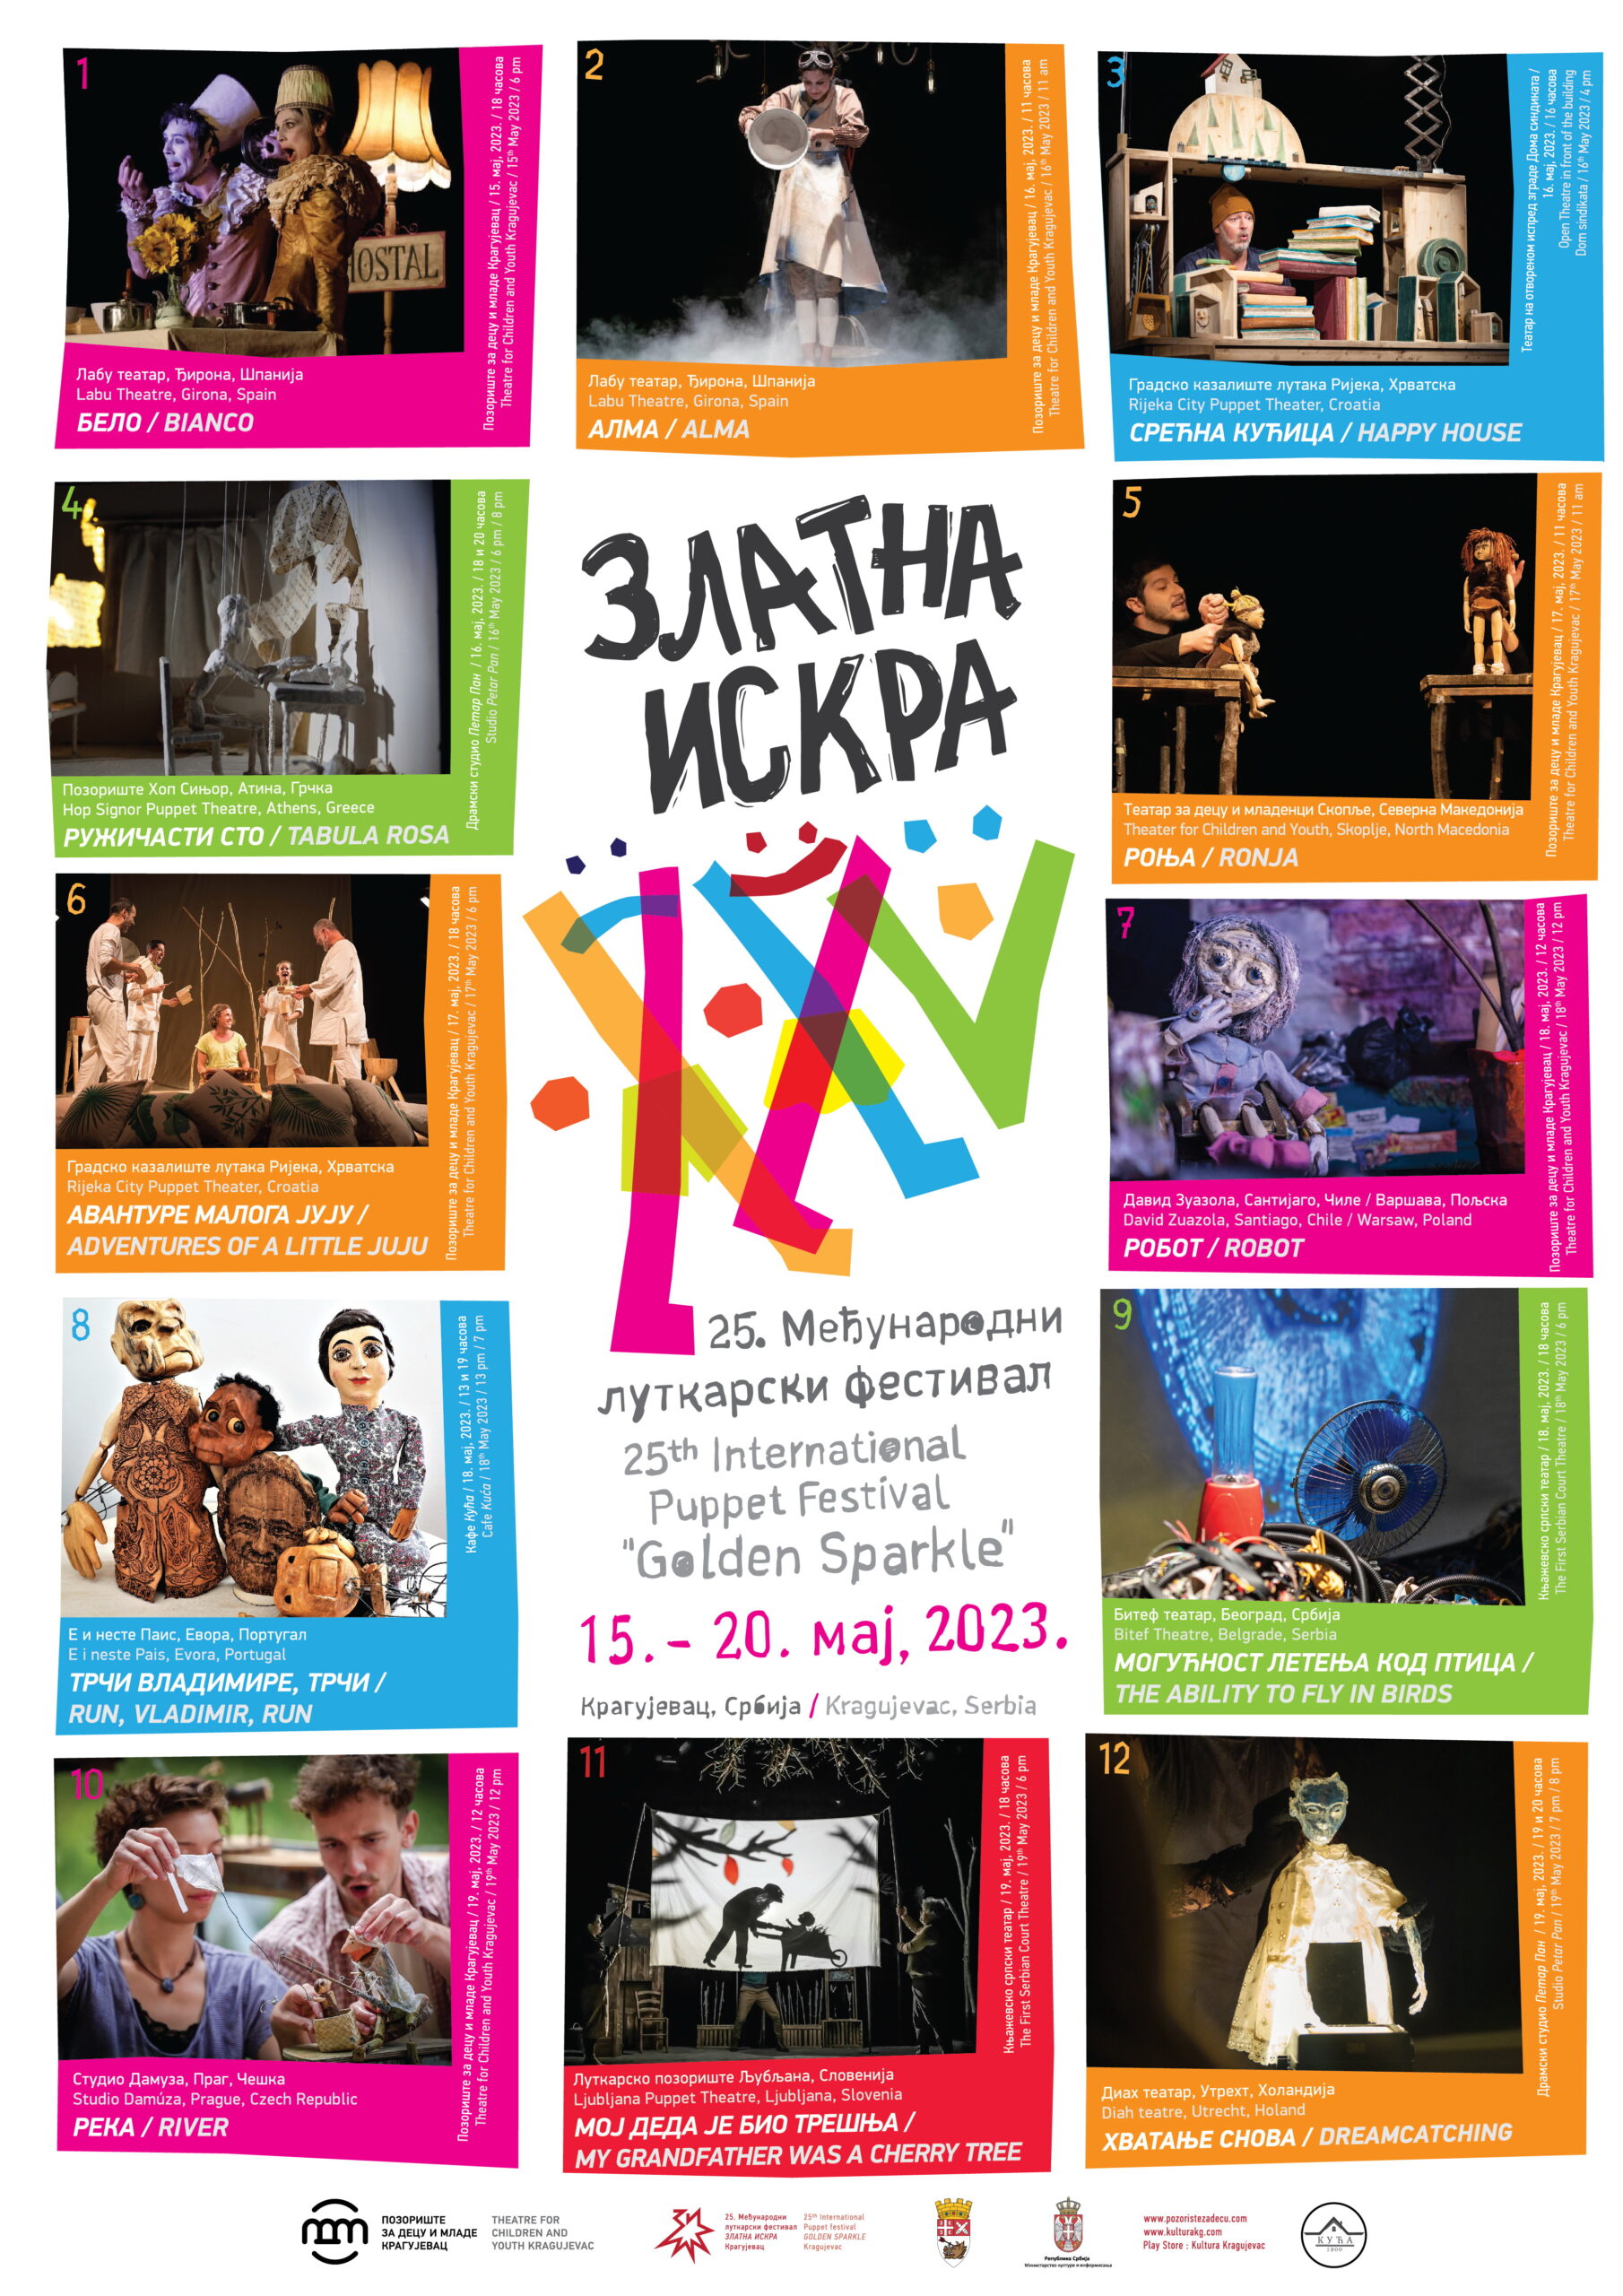 1
Позориште за децу и младе Крагујевац / 15. мај, 2023. / 18 часова
Theatre for Children and Youth Kragujevac / 15th May 2023 / 6 pm
HOSTAL
Лабу театар, Ђирона, Шпанија
Labu Theatre, Girona, Spain
БЕЛО / BIANCO
2
Позориште за децу и младе Крагујевац / 16. мај, 2023. / 11 часова
Theatre for Children and Youth Kragujevac / 16th May 2023 / 11 am
Лабу театар, Ђирона, Шпанија
Labu Theatre, Girona, Spain
АЛМА / ALMA
3
Театар на отвореном испред зграде Дома синдиката /
16. мај, 2023. / 16 часова
Open Theatre in front of the building
Dom sindikata / 16th May 2023 / 4 pm
Градско казалиште лутака Ријека, Хрватска
Rijeka City Puppet Theater, Croatia
СРЕЋНА КУЋИЦА / HAPPY HOUSE
4
Драмски студио Петар Пан / 16. мај, 2023. / 18 и 20 часова
Studio Petar Pan / 16th May 2023 / 6 pm / 8 pm
Позориште Хоп Сињор, Атина, Грчка
Hop Signor Puppet Theatre, Athens, Greece
РУЖИЧАСТИ СТО / TABULA ROSA
ЗЛАТНА
ИСКРА
5
Позориште за децу и младе Крагујевац / 17. мај, 2023. / 11 часова
Theatre for Children and Youth Kragujevac / 17th May 2023 / 11 am
Театар за децу и младенци Скопље, Северна Македонија
Theater for Children and Youth, Skoplje, North Macedonia
РОЊА / RONJA
6
Позориште за децу и младе Крагујевац / 17. мај, 2023. / 18 часова
Theatre for Children and Youth Kragujevac / 17th May 2023 / 6 pm
Градско казалиште лутака Ријека, Хрватска
Rijeka City Puppet Theater, Croatia
АВАНТУРЕ МАЛОГА ЈУЈУ /
ADVENTURES OF A LITTLE JUJU
XXV
7
Позориште за децу и младе Крагујевац / 18. мај, 2023. / 12 часова
Theatre for Children and Youth Kragujevac / 18th May 2023 / 12 pm
Давид Зуазола, Сантијаго, Чиле / Варшава, Пољска
David Zuazola, Santiago, Chile / Warsaw, Poland
РОБОТ / ROBOT
8
Кафе Кућа / 18. мај, 2023. / 13 и 19 часова
Cafe Kuća / 18th May 2023 / 13 pm / 7 pm
Е и несте Паис, Евора, Португал
E i neste Pais, Evora, Portugal
ТРЧИ ВЛАДИМИРЕ, ТРЧИ /
RUN, VLADIMIR, RUN
25. Међународни
луткарски фестивал
25th International
Puppet Festival
"Golden Sparkle"
15. – 20. мај, 2023.
Крагујевац, Србија / Kragujevac, Serbia
9
Књажевско српски театар / 18. мај, 2023. / 18 часова
The First Serbian Court Theatre / 18th May 2023 / 6 pm
Битеф театар, Београд, Србија
Bitef Theatre, Belgrade, Serbia
МОГУЋНОСТ ЛЕТЕЊА КОД ПТИЦА /
THE ABILITY TO FLY IN BIRDS
10
Позориште за децу и младе Крагујевац / 19. мај, 2023. / 12 часова
Theatre for Children and Youth Kragujevac / 19th May 2023 / 12 pm
Студио Дамуза, Праг, Чешка
Studio Damúza, Prague, Czech Republic
РЕКА / RIVER
11
Књажевско српски театар / 19. мај, 2023. / 18 часова
The First Serbian Court Theatre / 19th May 2023 / 6 pm
Луткарско позориште Љубљана, Словенија
Ljubljana Puppet Theatre, Ljubljana, Slovenia
МОЈ ДЕДА ЈЕ БИО ТРЕШЊА /
MY GRANDFATHER WAS A CHERRY TREE
12
Драмски студио Петар Пан / 19. мај, 2023. / 19 и 20 часова
Studio Petar Pan / 19th May 2023 / 7 pm / 8 pm
Диах театар, Утрехт, Холандија
Diah teatre, Utrecht, Holand
ХВАТАЊЕ СНОВА / DREAMCATCHING
ПОЗОРИШТЕ
ЗА ДЕЦУ И МЛАДЕ
КРАГУЈЕВАЦ
THEATRE FOR
CHILDREN AND
YOUTH KRAGUJEVAC
25. Међународни
луткарски фестивал
ЗЛАТНА ИСКРА
Крагујевац
25th International
Puppet festival
GOLDEN SPARKLE
Kragujevac
Република Србија
Министарство културе и информисања
www.pozoristezadecu.com
www.kulturakg.com
Play Store : Kultura Kragujevac
КУЋА
1900